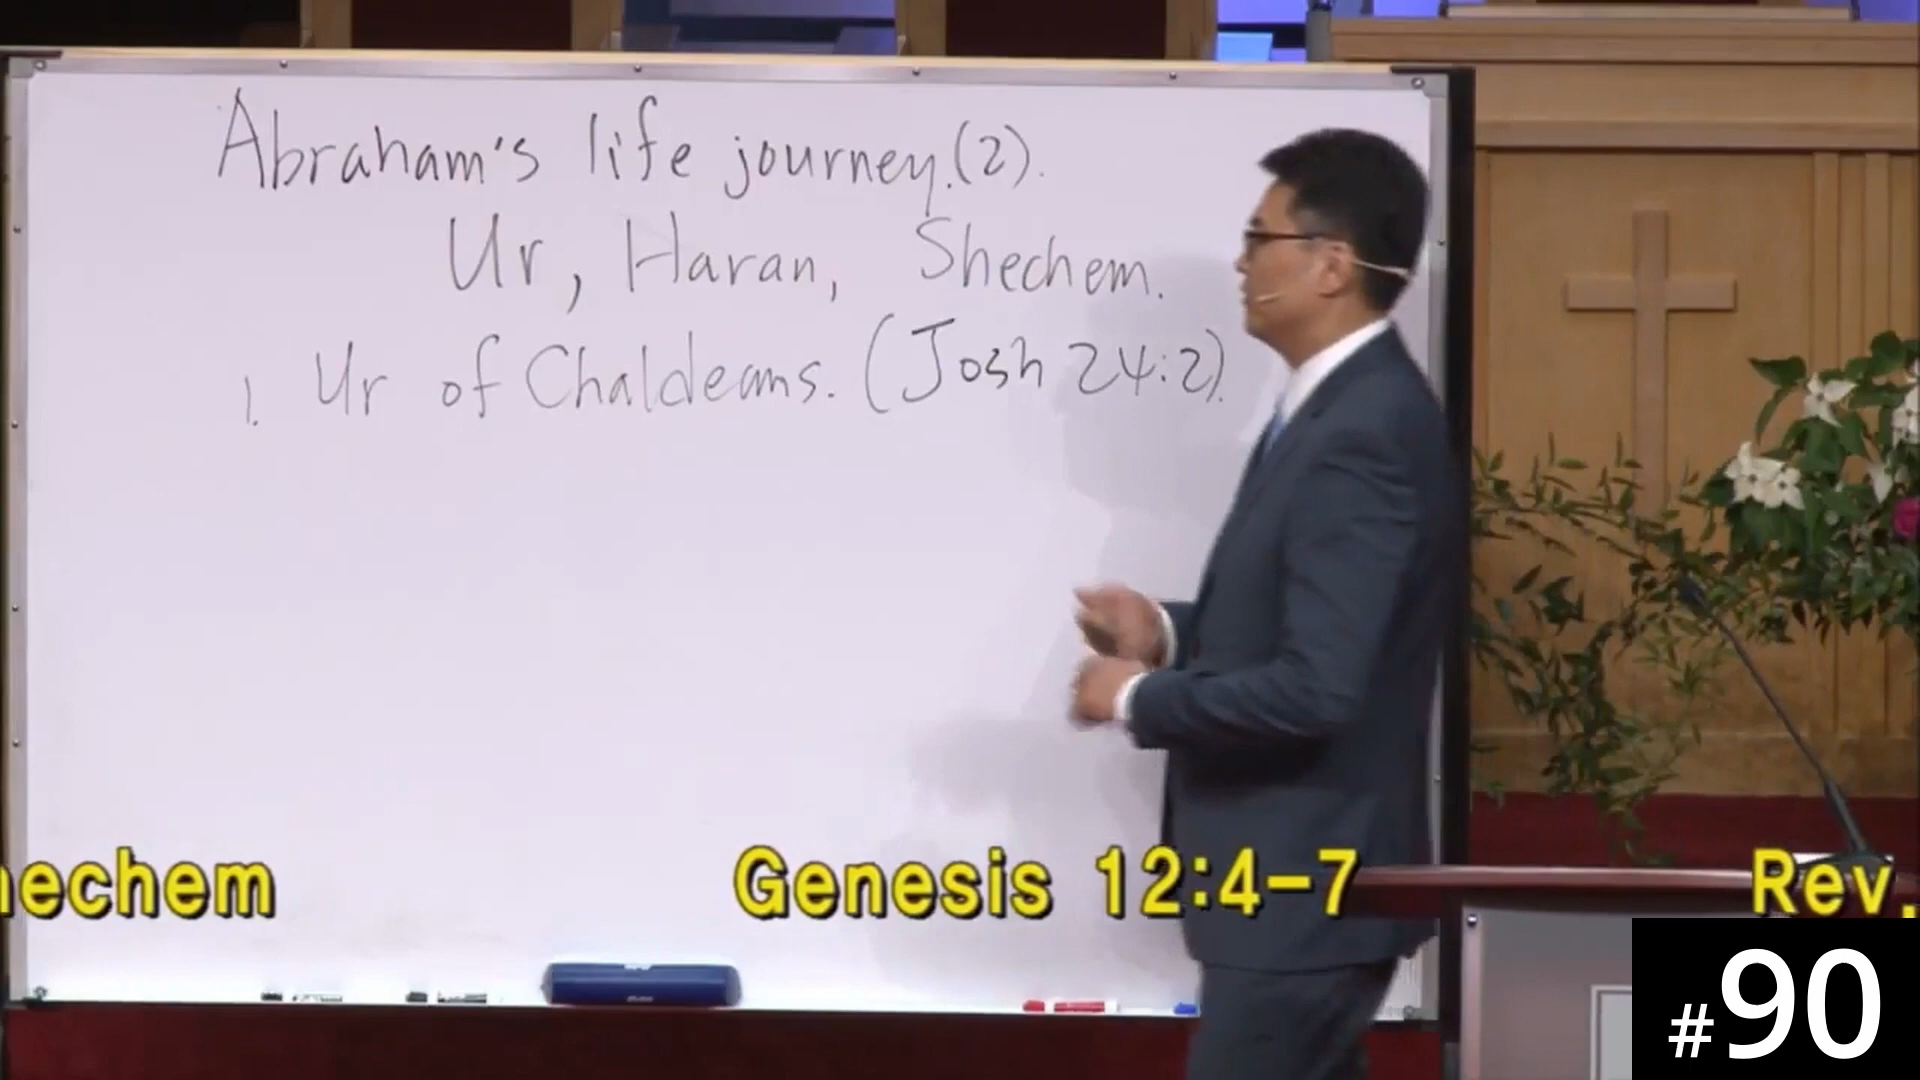 Abraham's life journey.(2).
Ur, Haran, Shechem.
1. Ur of Chaldeans. (Josh 24:2).
hechem Genesis 12:4-7 Rev.
#90